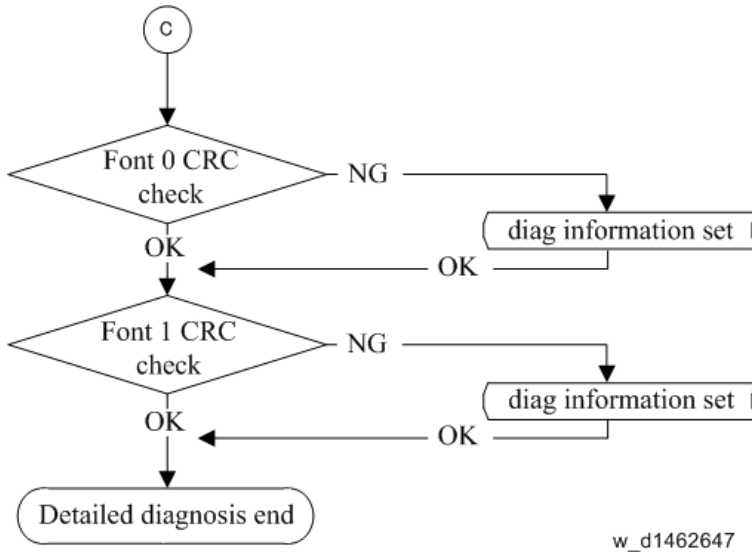 C
Font 0 CRC
check
NG
diag information set
OK
OK
Font 1 CRC
check
NG
diag information set
OK
OK
Detailed diagnosis end
w_d1462647